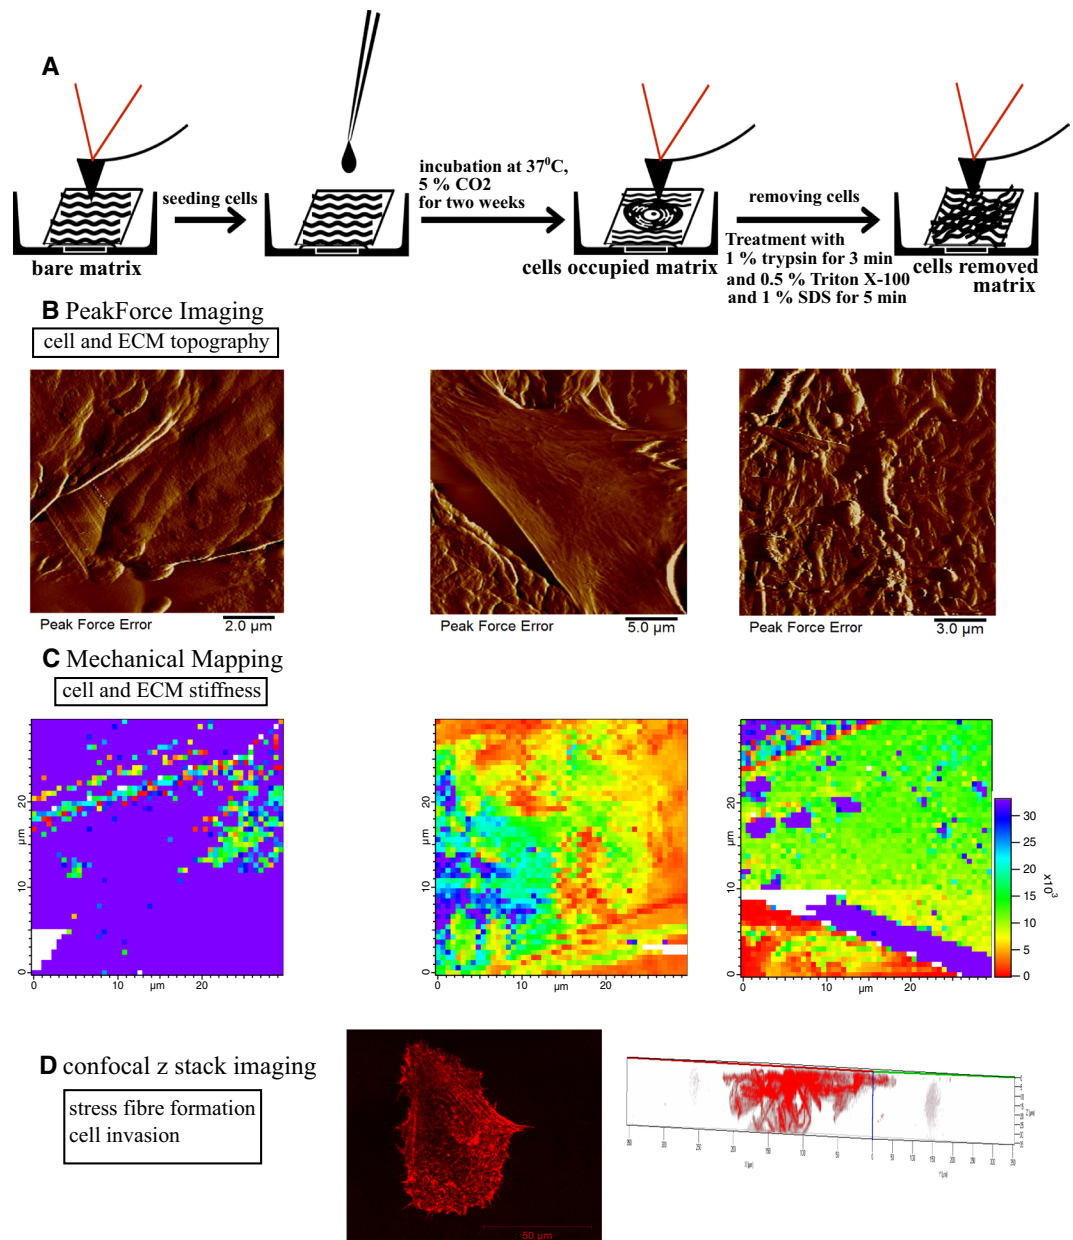 A
seeding cells
incubation at 37⁰C,
5 % CO2
for two weeks
removing cells
Treatment with
1 % trypsin for 3 min
and 0.5 % Triton X-100
and 1 % SDS for 5 min
bare matrix
cells occupied matrix
cells removed
matrix
B PeakForce Imaging
cell and ECM topography
Peak Force Error
2.0 µm
Peak Force Error
5.0 µm
Peak Force Error
3.0 µm
C Mechanical Mapping
cell and ECM stiffness
20
µm
10
0
0
10
µm
20
20
µm
10
0
0
10
µm
20
20
µm
10
0
0
10
µm
20
30
25
20
15
10
5
0
x10³
D confocal z stack imaging
stress fibre formation
cell invasion
50 µm